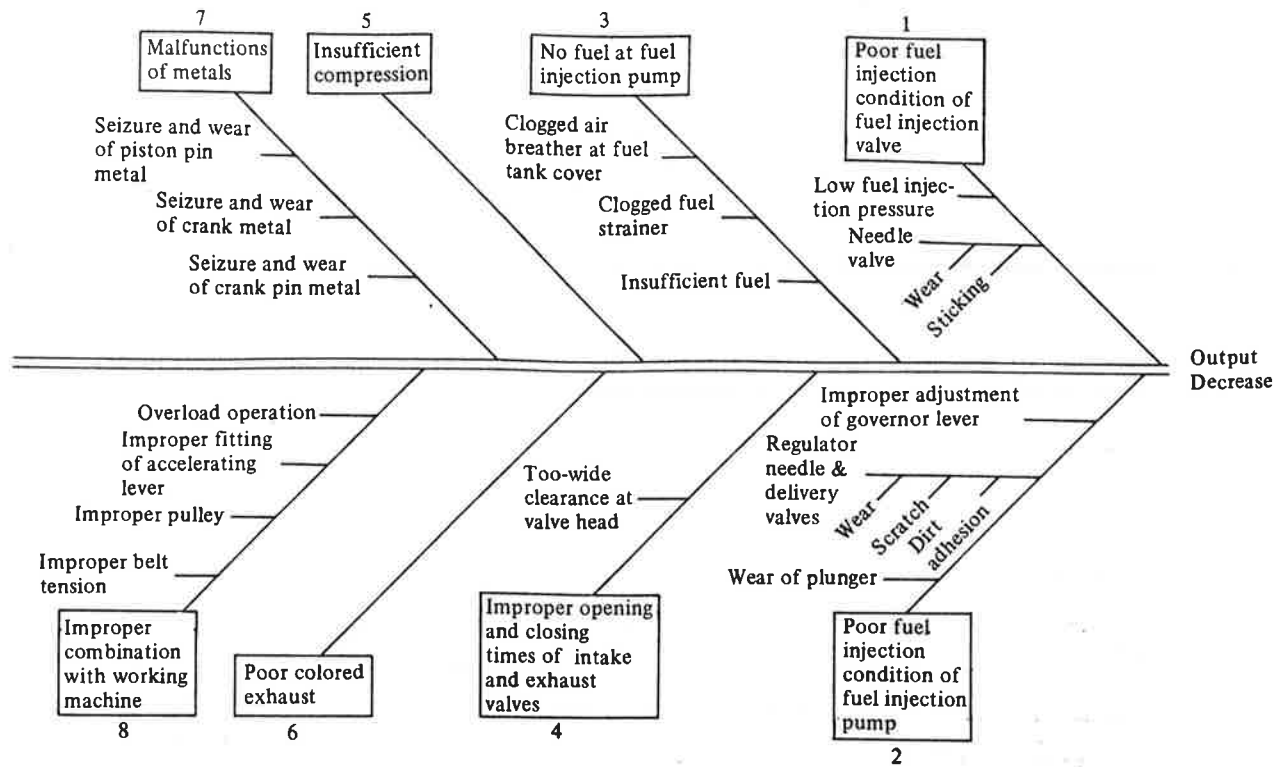 7
Malfunctions
of metals
5
Insufficient
compression
3
No fuel at fuel
injection pump
1
Poor fuel
injection
condition of
fuel injection
valve
Seizure and wear
of piston pin
metal
Seizure and wear
of crank metal
Seizure and wear
of crank pin metal
Clogged air
breather at fuel
tank cover
Clogged fuel
strainer
Insufficient fuel
Low fuel injec-
tion pressure
Needle
valve
Wear
Sticking
Output
Decrease
Overload operation
Improper fitting
of accelerating
lever
Improper pulley
Improper belt
tension
Improper
combination
with working
machine
8
Poor colored
exhaust
6
Too-wide
clearance at
valve head
Improper opening
and closing
times of intake
and exhaust
valves
4
Improper adjustment
of governor lever
Regulator
needle &
delivery
valves
Wear
Scratch
Dirt
adhesion
Wear of plunger
Poor fuel
injection
condition of
fuel injection
pump
2